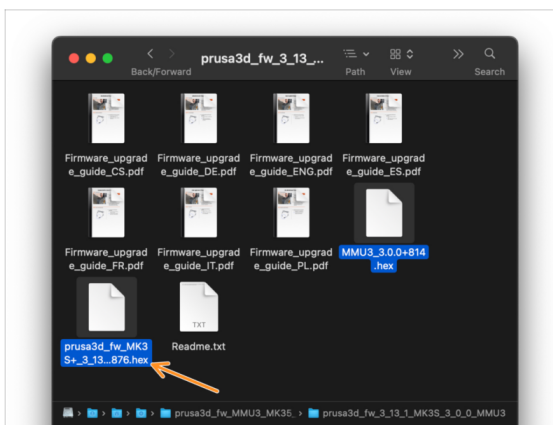 prusa3d_fw_3_13_...
Back/Forward
Path
View
Search
Firmware_upgrad
e_guide_CS.pdf
Firmware_upgrad
e_guide_DE.pdf
Firmware_upgrad
e_guide_ENG.pdf
Firmware_upgrad
e_guide_ES.pdf
Firmware_upgrad
e_guide_FR.pdf
Firmware_upgrad
e_guide_IT.pdf
Firmware_upgrad
e_guide_PL.pdf
MMU3_3.0.0+814
.hex
prusa3d_fw_MK3
S+_3_13...876.hex
TXT
Readme.txt
prusa3d_fw_MMU3_MK35_ › prusa3d_fw_3_13_1_MK3S_3_0_0_MMU3